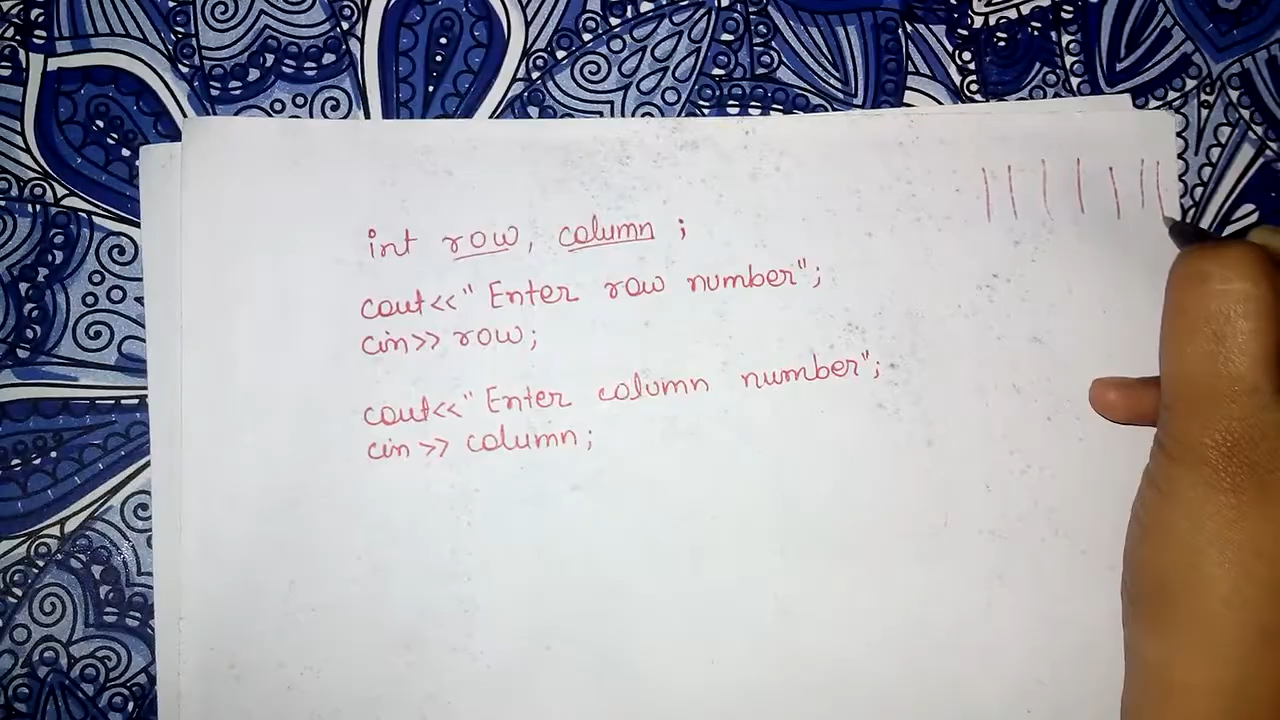 int row, column ;
cout<<" Enter row number";
cin>> row;
cout<<" Enter column number";
cin >> column;